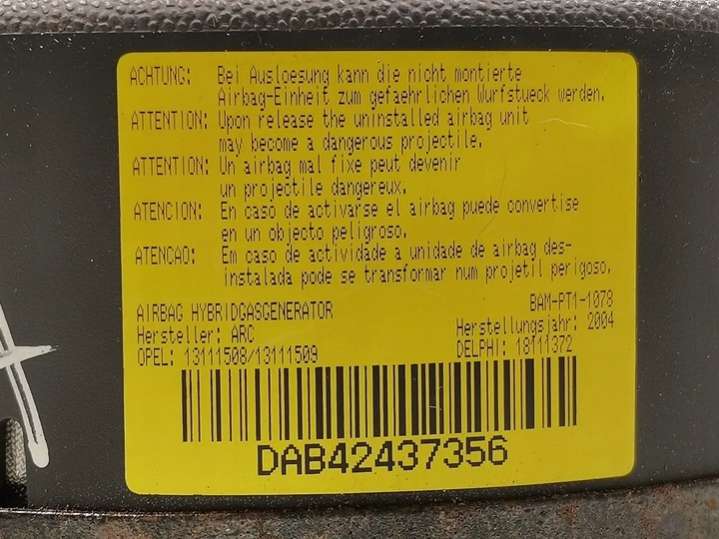 ACHTUNG: Bei Ausloesung kann die nicht montierte
Airbag-Einheit zum gefaehrlichen Wurfstueck werden.
ATTENTION: Upon release the uninstalled airbag unit
may become a dangerous projectile.
ATTENTION: Un airbag mal fixe peut devenir
un projectile dangereux.
ATENCION: En caso de activarse el airbag puede convertise
en un objecto peligroso.
ATENCAO: Em caso de actividade a unidade de airbag des-
instalada pode se transformar num projetil perigoso.
AIRBAG HYBRIDGASGENERATOR BAM-PT1-1078
Hersteller: ARC Herstellungsjahr: 2004
OPEL: 13111508/13111509 DELPHI: 18111372
DAB42437356